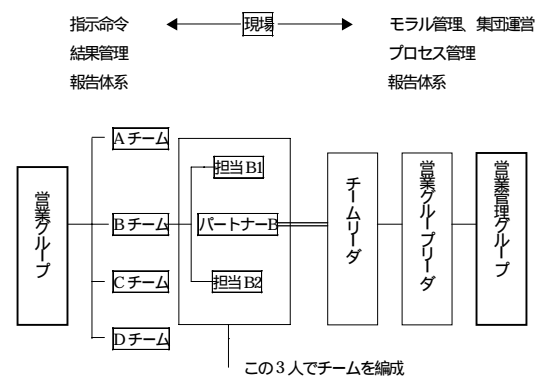 指示命令 現場 モラル管理、集団運営
結果管理 プロセス管理
報告体系 報告体系
営業グループ
Aチーム
Bチーム
Cチーム
Dチーム
担当B1
パートナーB
担当B2
チームリーダ
営業グループリーダ
営業管理グループ
この3人でチームを編成